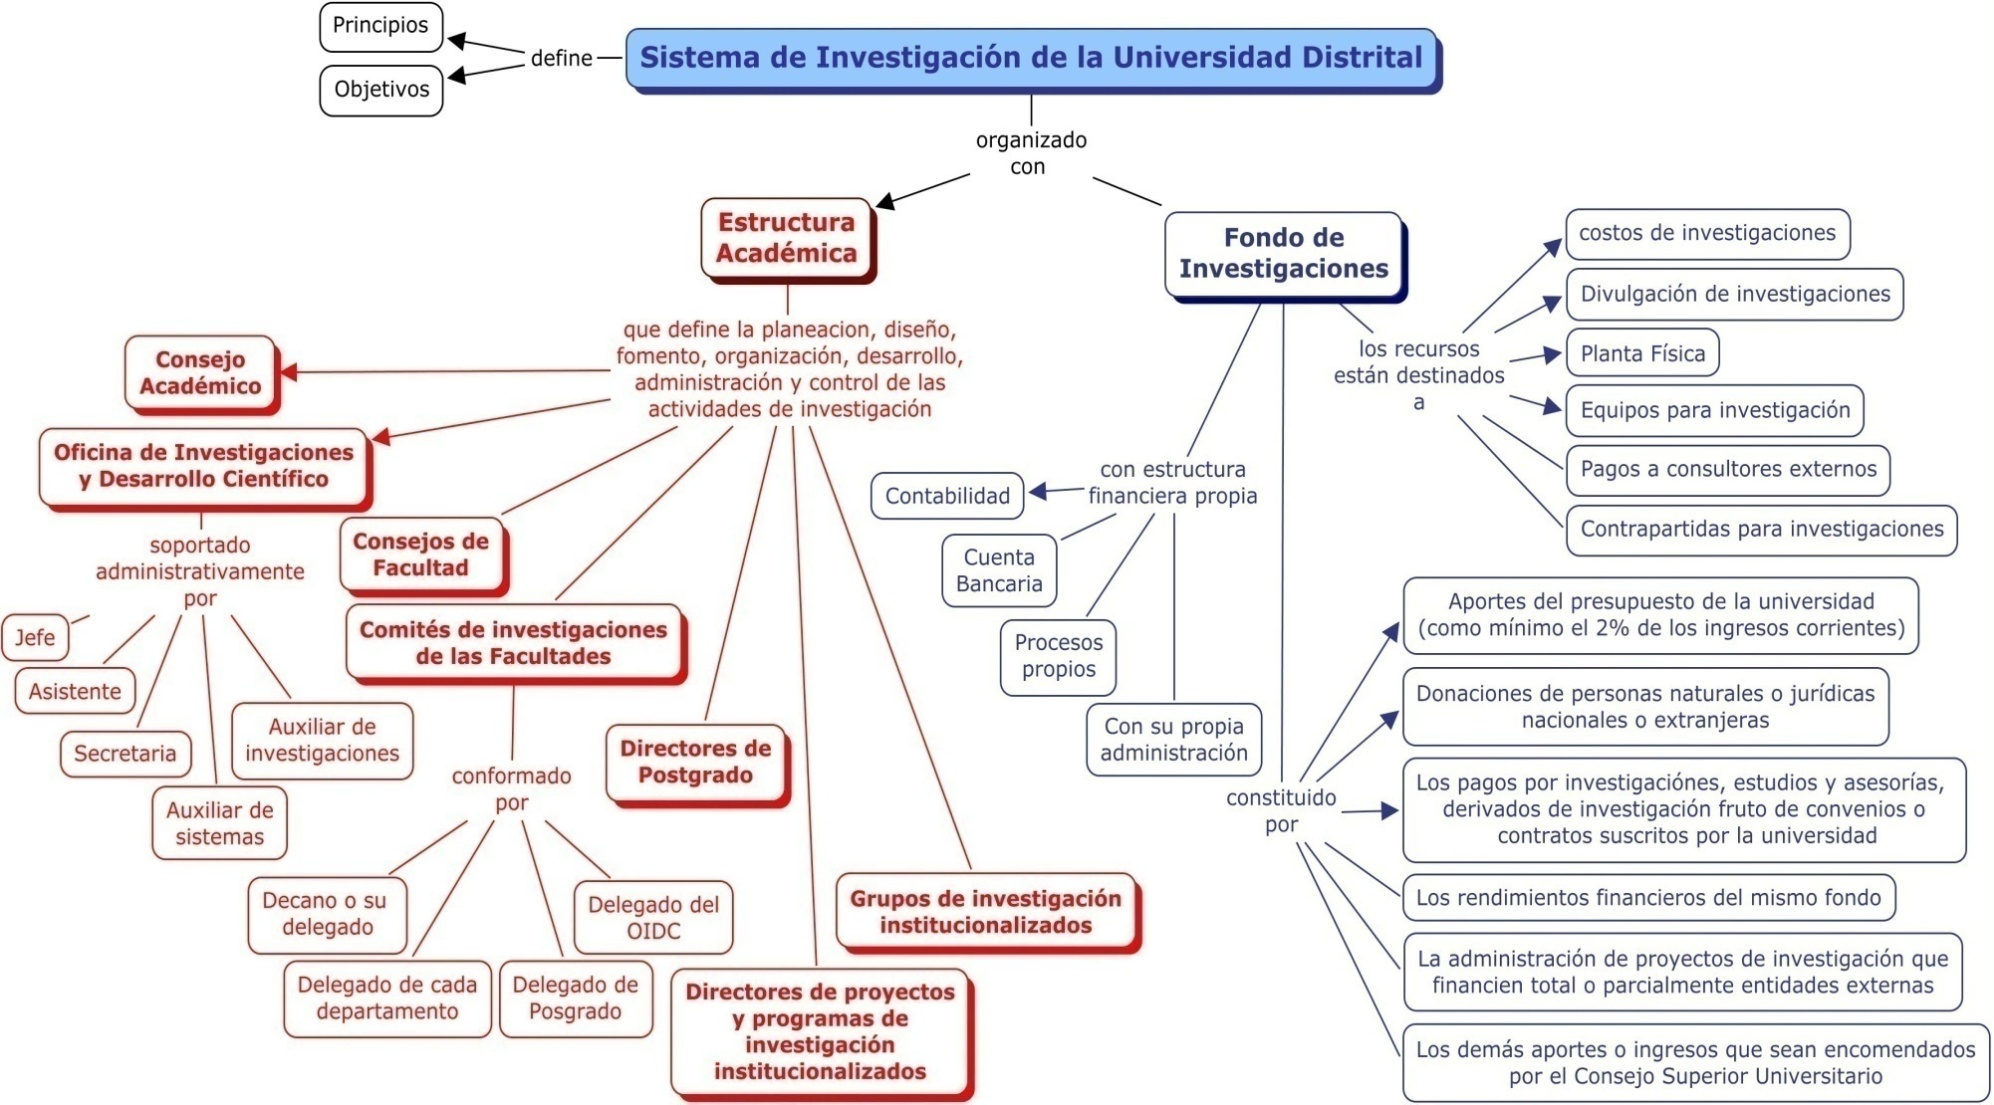 Principios
Objetivos
define
Sistema de Investigación de la Universidad Distrital
organizado
con
Estructura
Académica
que define la planeacion, diseño,
fomento, organización, desarrollo,
administración y control de las
actividades de investigación
Consejo
Académico
Oficina de Investigaciones
y Desarrollo Científico
soportado
administrativamente
por
Jefe
Asistente
Secretaria
Auxiliar de
sistemas
Auxiliar de
investigaciones
Consejos de
Facultad
Comités de investigaciones
de las Facultades
conformado
por
Decano o su
delegado
Delegado de cada
departamento
Delegado de
Posgrado
Delegado del
OIDC
Directores de
Postgrado
Directores de proyectos
y programas de
investigación
institucionalizados
Grupos de investigación
institucionalizados
Fondo de
Investigaciones
con estructura
financiera propia
Contabilidad
Cuenta
Bancaria
Procesos
propios
Con su propia
administración
los recursos
están destinados
a
costos de investigaciones
Divulgación de investigaciones
Planta Física
Equipos para investigación
Pagos a consultores externos
Contrapartidas para investigaciones
constituido
por
Aportes del presupuesto de la universidad
(como mínimo el 2% de los ingresos corrientes)
Donaciones de personas naturales o jurídicas
nacionales o extranjeras
Los pagos por investigaciónes, estudios y asesorías,
derivados de investigación fruto de convenios o
contratos suscritos por la universidad
Los rendimientos financieros del mismo fondo
La administración de proyectos de investigación que
financien total o parcialmente entidades externas
Los demás aportes o ingresos que sean encomendados
por el Consejo Superior Universitario